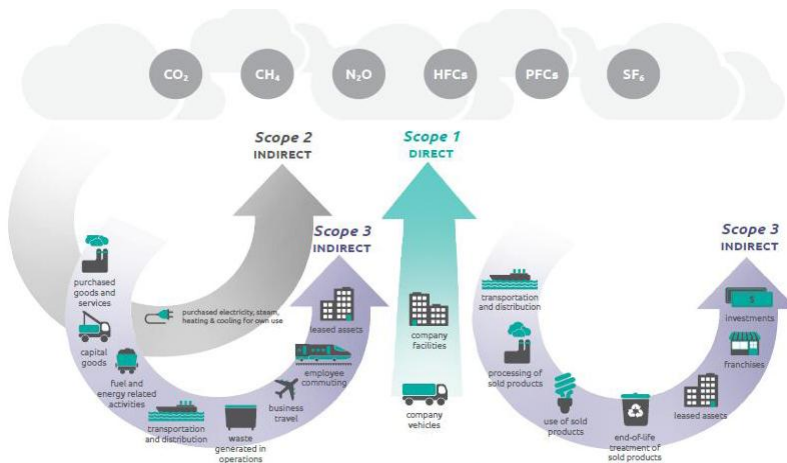 CO₂
CH₄
N₂O
HFCs
PFCs
SF₆
Scope 2
INDIRECT
Scope 1
DIRECT
Scope 3
INDIRECT
Scope 3
INDIRECT
purchased
goods and
services
capital
goods
fuel and
energy related
activities
purchased electricity, steam,
heating & cooling for own use
transportation
and distribution
waste
generated in
operations
business
travel
employee
commuting
leased assets
company
facilities
company
vehicles
transportation
and distribution
processing of
sold products
use of sold
products
end-of-life
treatment of
sold products
leased assets
franchises
$
investments